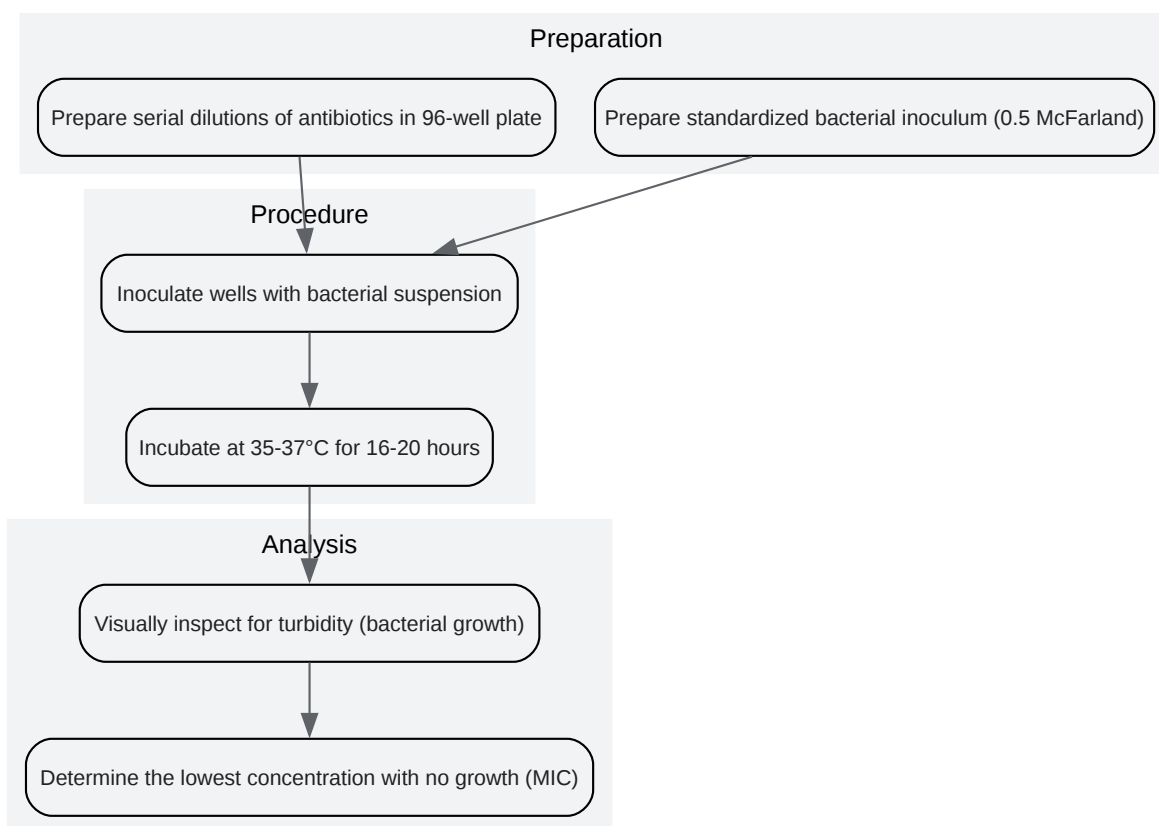 Preparation
Prepare serial dilutions of antibiotics in 96-well plate
Prepare standardized bacterial inoculum (0.5 McFarland)
Procedure
Inoculate wells with bacterial suspension
Incubate at 35-37°C for 16-20 hours
Analysis
Visually inspect for turbidity (bacterial growth)
Determine the lowest concentration with no growth (MIC)